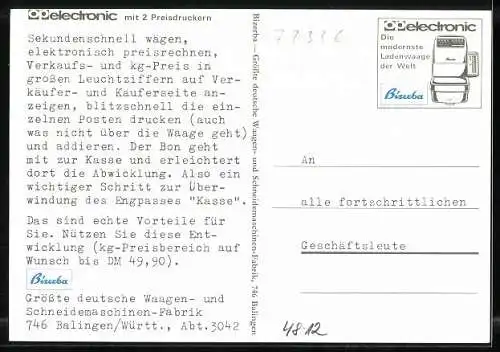 electronic mit 2 Preisdruckern
Sekundenschnell wägen,
elektronisch preisrechnen,
Verkaufs- und kg-Preis in
großen Leuchtziffern auf Ver-
käufer- und Käuferseite an-
zeigen, blitzschnell die ein-
zelnen Posten drucken (auch
was nicht über die Waage geht)
und addieren. Der Bon geht
mit zur Kasse und erleichtert
dort die Abwicklung. Also ein
wichtiger Schritt zur Über-
windung des Engpasses "Kasse".
Das sind echte Vorteile für
Sie. Nützen Sie diese Ent-
wicklung (kg-Preisbereich auf
Wunsch bis DM 49,90).
Bizerba
Größte deutsche Waagen- und
Schneidemaschinen-Fabrik
746 Balingen/Württ., Abt.3042
Bizerba — Größte deutsche Waagen- und Schneidemaschinen-Fabrik, 746 Balingen
electronic
Die
modernste
Ladenwaage
der Welt
Bizerba
An
alle fortschrittlichen
Geschäftsleute
48.12